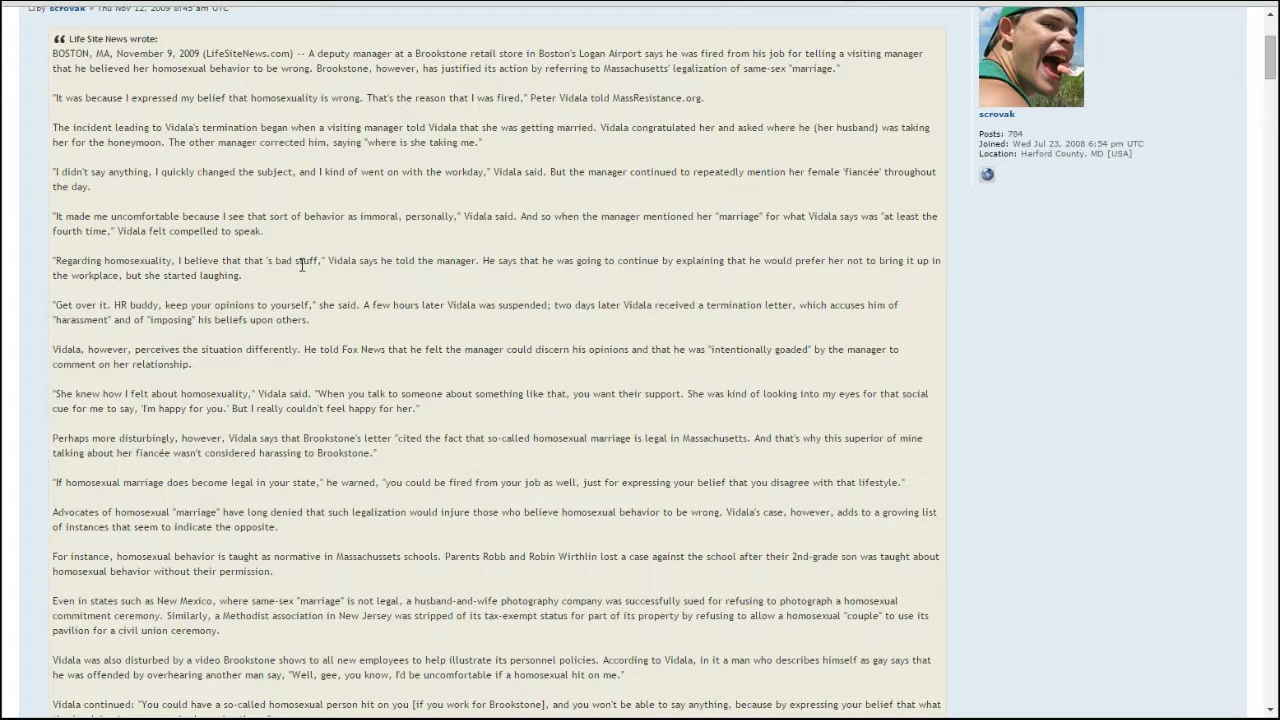 by scrovak » Thu Nov 12, 2009 8:45 am UTC
Life Site News wrote:
BOSTON, MA, November 9, 2009 (LifeSiteNews.com) -- A deputy manager at a Brookstone retail store in Boston's Logan Airport says he was fired from his job for telling a visiting manager
that he believed her homosexual behavior to be wrong. Brookstone, however, has justified its action by referring to Massachusetts' legalization of same-sex "marriage."
"It was because I expressed my belief that homosexuality is wrong. That's the reason that I was fired," Peter Vidala told MassResistance.org.
The incident leading to Vidala's termination began when a visiting manager told Vidala that she was getting married. Vidala congratulated her and asked where he (her husband) was taking
her for the honeymoon. The other manager corrected him, saying "where is she taking me."
"I didn't say anything, I quickly changed the subject, and I kind of went on with the workday," Vidala said. But the manager continued to repeatedly mention her female 'fiancée' throughout
the day.
"It made me uncomfortable because I see that sort of behavior as immoral, personally," Vidala said. And so when the manager mentioned her "marriage" for what Vidala says was "at least the
fourth time," Vidala felt compelled to speak.
"Regarding homosexuality, I believe that that 's bad stuff," Vidala says he told the manager. He says that he was going to continue by explaining that he would prefer her not to bring it up in
the workplace, but she started laughing.
"Get over it. HR buddy, keep your opinions to yourself," she said. A few hours later Vidala was suspended; two days later Vidala received a termination letter, which accuses him of
"harassment" and of "imposing" his beliefs upon others.
Vidala, however, perceives the situation differently. He told Fox News that he felt the manager could discern his opinions and that he was "intentionally goaded" by the manager to
comment on her relationship.
"She knew how I felt about homosexuality," Vidala said. "When you talk to someone about something like that, you want their support. She was kind of looking into my eyes for that social
cue for me to say, 'I'm happy for you.' But I really couldn't feel happy for her."
Perhaps more disturbingly, however, Vidala says that Brookstone's letter "cited the fact that so-called homosexual marriage is legal in Massachusetts. And that's why this superior of mine
talking about her fiancée wasn't considered harassing to Brookstone."
"If homosexual marriage does become legal in your state," he warned, "you could be fired from your job as well, just for expressing your belief that you disagree with that lifestyle."
Advocates of homosexual "marriage" have long denied that such legalization would injure those who believe homosexual behavior to be wrong. Vidala's case, however, adds to a growing list
of instances that seem to indicate the opposite.
For instance, homosexual behavior is taught as normative in Massachussets schools. Parents Robb and Robin Wirthlin lost a case against the school after their 2nd-grade son was taught about
homosexual behavior without their permission.
Even in states such as New Mexico, where same-sex "marriage" is not legal, a husband-and-wife photography company was successfully sued for refusing to photograph a homosexual
commitment ceremony. Similarly, a Methodist association in New Jersey was stripped of its tax-exempt status for part of its property by refusing to allow a homosexual "couple" to use its
pavilion for a civil union ceremony.
Vidala was also disturbed by a video Brookstone shows to all new employees to help illustrate its personnel policies. According to Vidala, in it a man who describes himself as gay says that
he was offended by overhearing another man say, "Well, gee, you know, I'd be uncomfortable if a homosexual hit on me."
Vidala continued: "You could have a so-called homosexual person hit on you [if you work for Brookstone], and you won't be able to say anything, because by expressing your belief that what
scrovak
Posts: 784
Joined: Wed Jul 23, 2008 6:54 pm UTC
Location: Harford County, MD [USA]